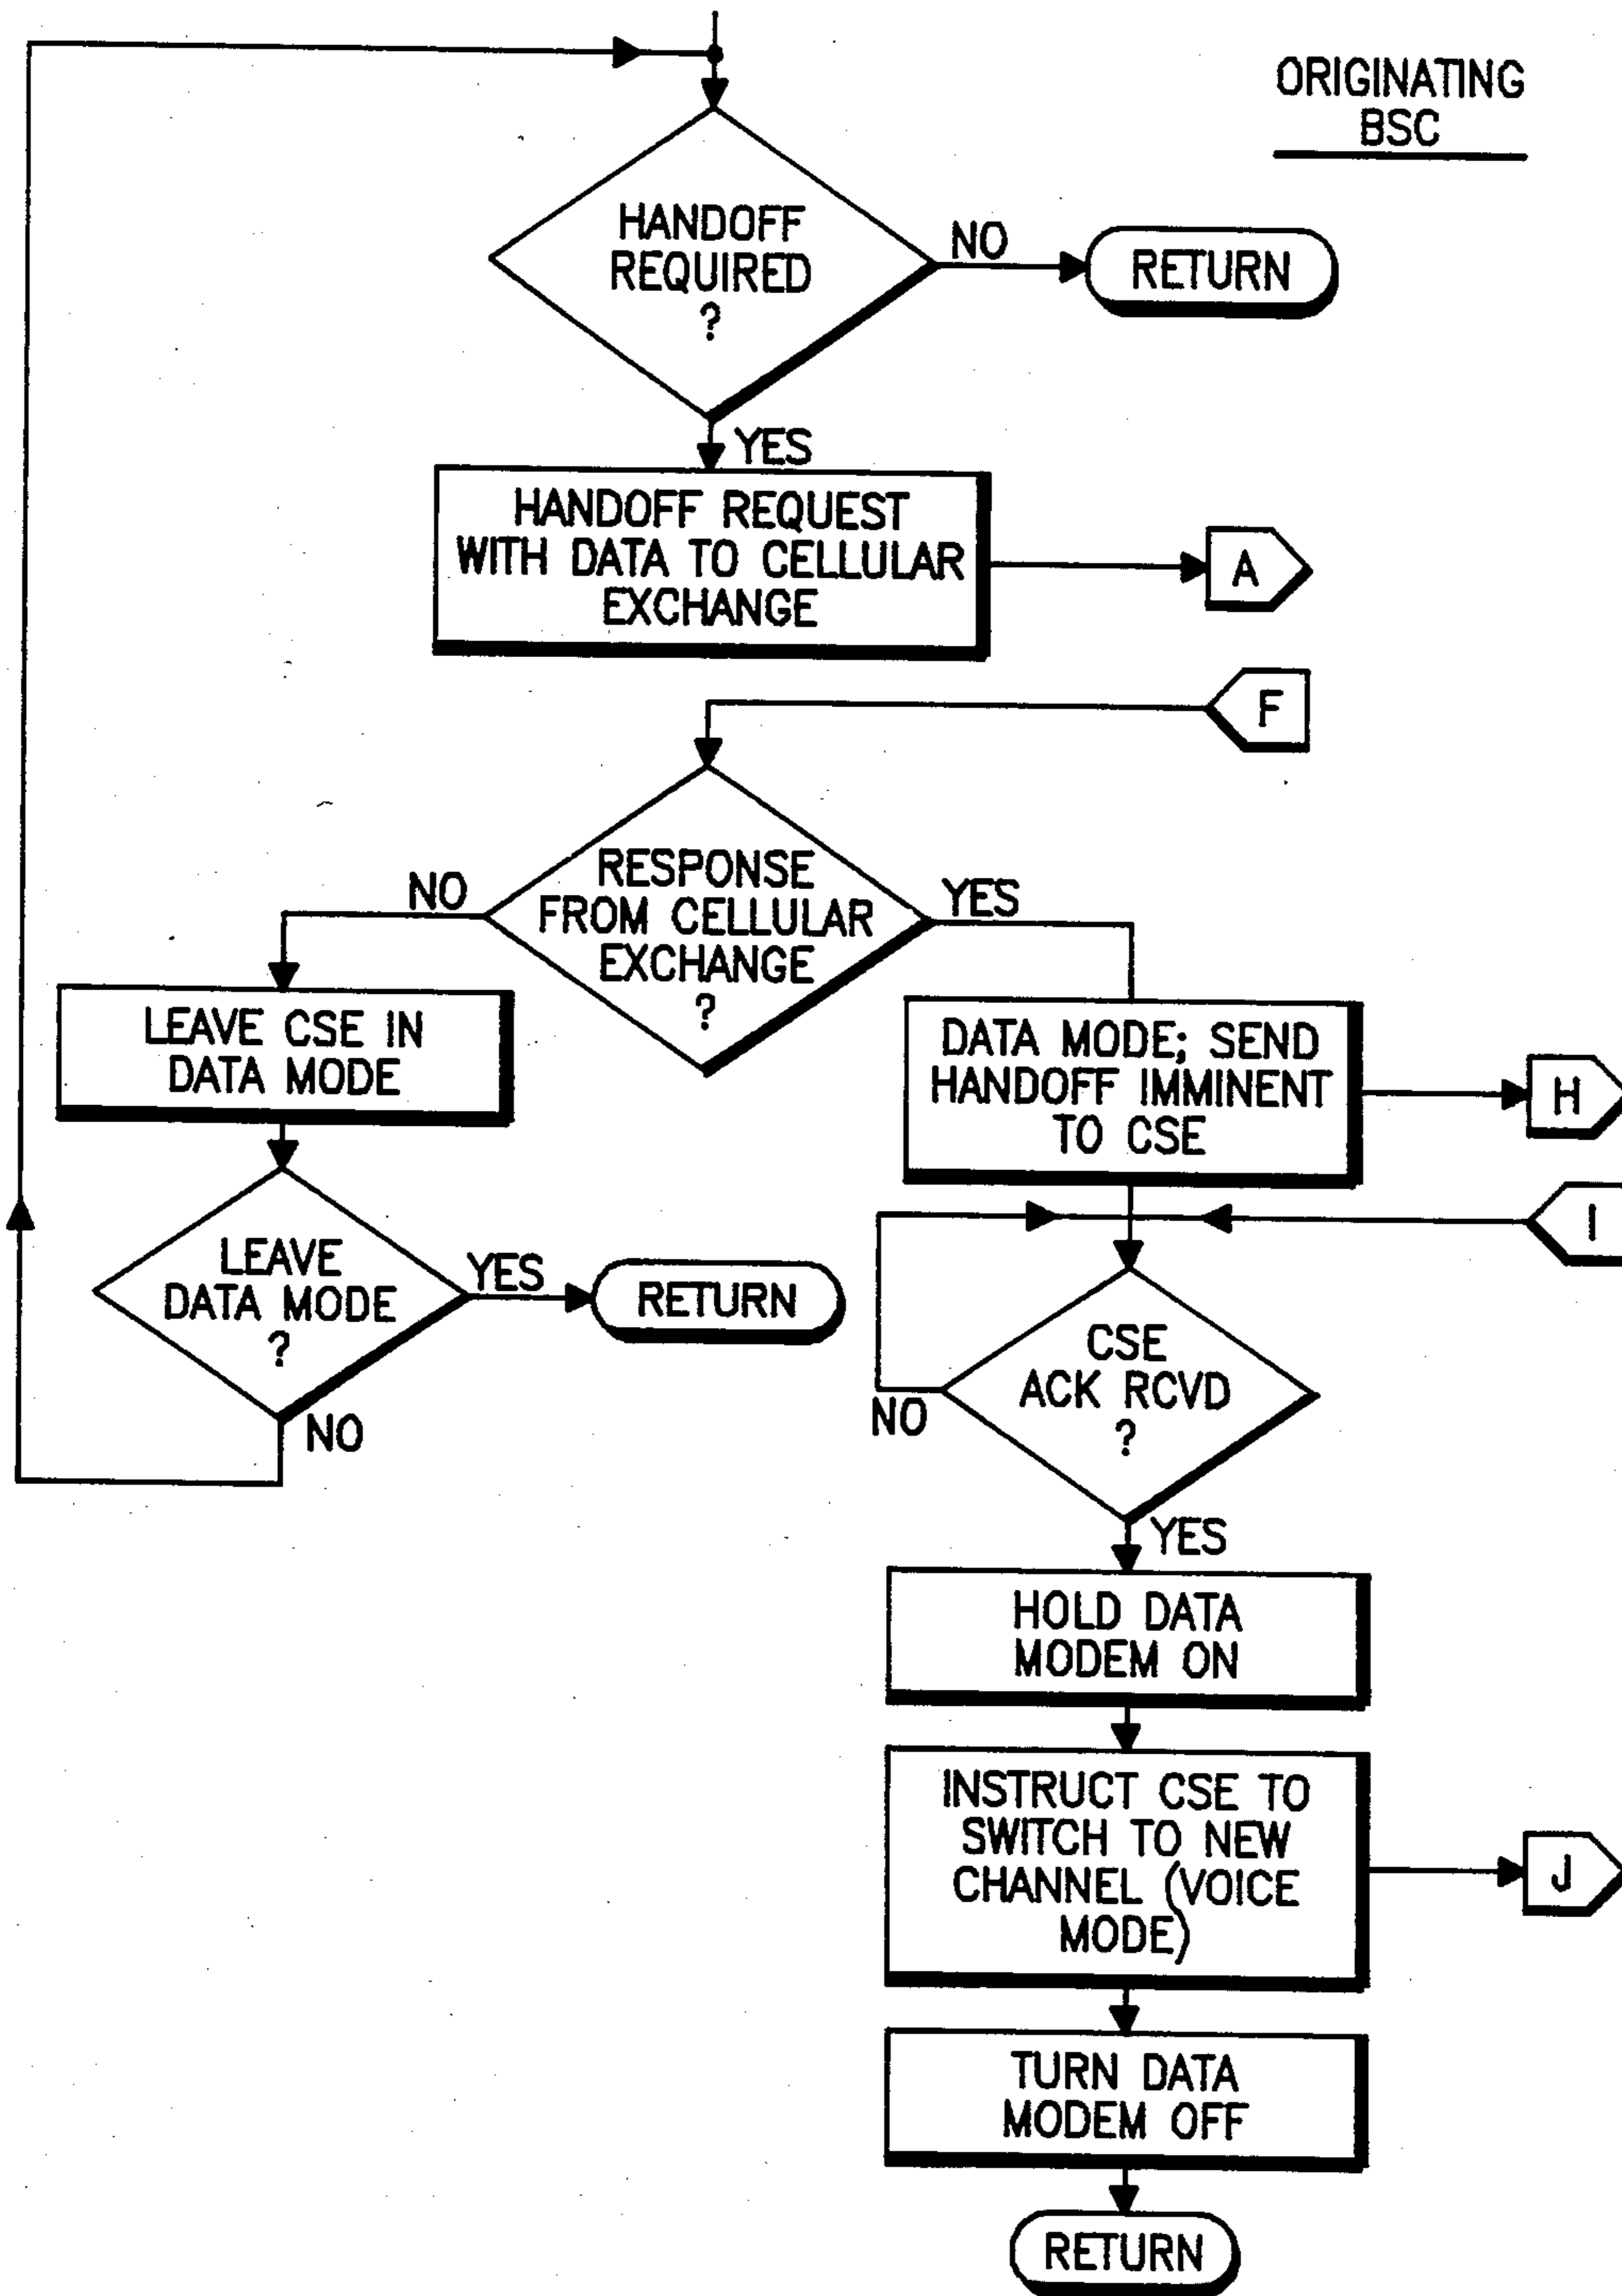 ORIGINATING
BSC
HANDOFF
REQUIRED
?
NO
RETURN
YES
HANDOFF REQUEST
WITH DATA TO CELLULAR
EXCHANGE
A
F
RESPONSE
FROM CELLULAR
EXCHANGE
?
NO
YES
LEAVE CSE IN
DATA MODE
DATA MODE; SEND
HANDOFF IMMINENT
TO CSE
H
I
LEAVE
DATA MODE
?
YES
RETURN
NO
CSE
ACK RCVD
?
NO
YES
HOLD DATA
MODEM ON
INSTRUCT CSE TO
SWITCH TO NEW
CHANNEL (VOICE
MODE)
J
TURN DATA
MODEM OFF
RETURN